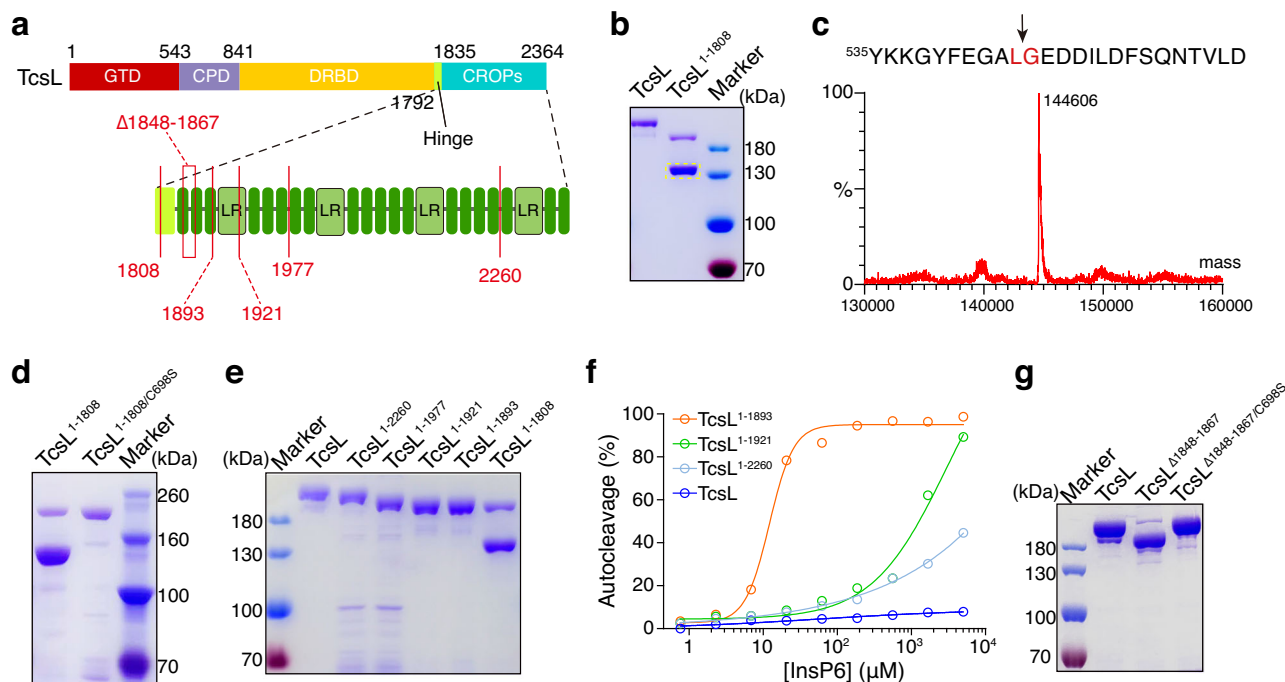 a
1 543 841 1835 2364
TcsL GTD CPD DRBD CROPs
1792
Hinge
Δ1848-1867
LR LR LR LR
1808 1977 2260
1893 1921
b
TcsL TcsL1-1808 Marker
(kDa)
180
130
100
70
c
535YKKGYFEGALGEDDILDFSQNTVLD
100
144606
%
mass
0
130000 140000 150000 160000
d
TcsL1-1808 TcsL1-1808/C698S Marker
(kDa)
260
160
100
70
e
Marker TcsL TcsL1-2260 TcsL1-1977 TcsL1-1921 TcsL1-1893 TcsL1-1808
(kDa)
180
130
100
70
f
Autocleavage (%)
100
80
60
40
20
0
TcsL1-1893
TcsL1-1921
TcsL1-2260
TcsL
1 10 10² 10³ 10⁴
[InsP6] (µM)
g
Marker TcsL TcsLΔ1848-1867 TcsLΔ1848-1867/C698S
(kDa)
180
130
100
70